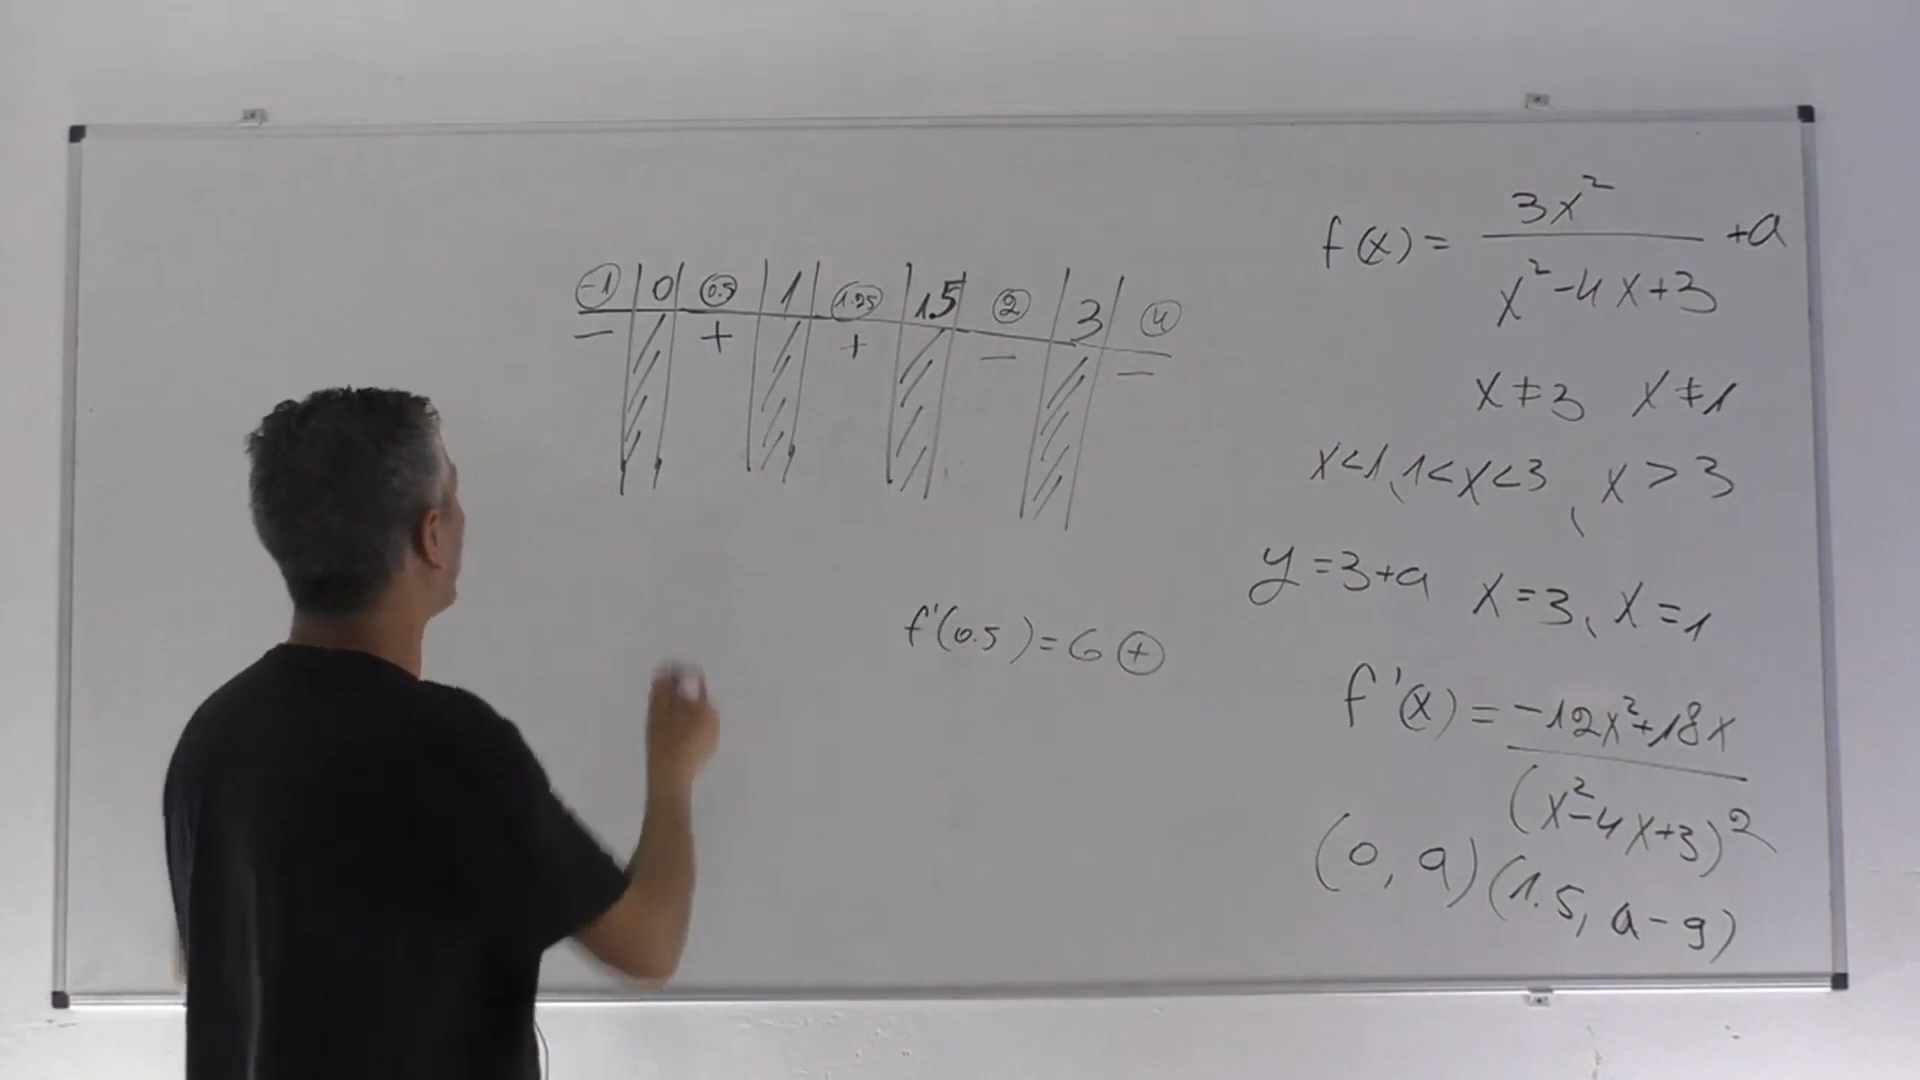 -1 | 0 | 0.5 | 1 | 1.25 | 1.5 | 2 | 3 | 4
− + + − −
f'(0.5) = 6 +
f(x) = 3x² / (x²-4x+3) + a
x ≠ 3 x ≠ 1
x<1, 1<x<3, x>3
y = 3+a x=3, x=1
f'(x) = (-12x²+18x) / (x²-4x+3)²
(0, a) (1.5, a-9)